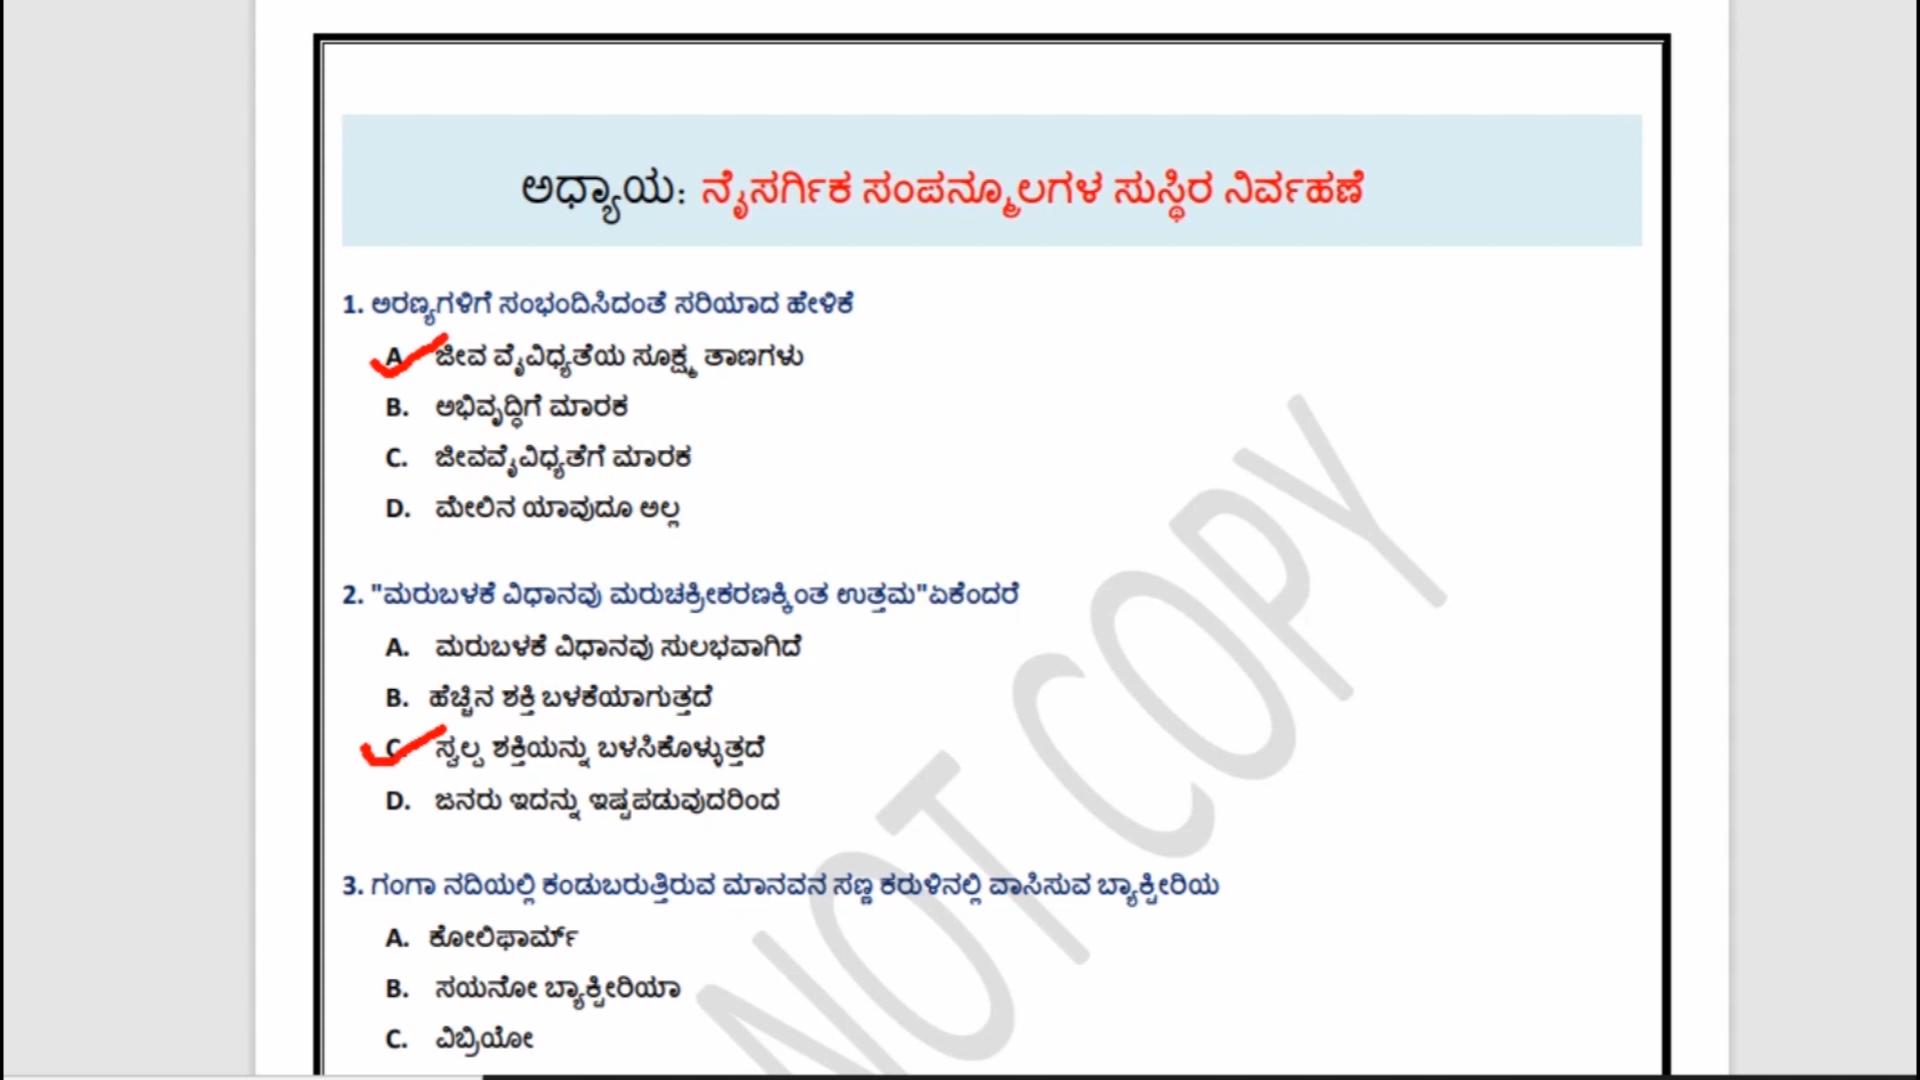 ಅಧ್ಯಾಯ: ನೈಸರ್ಗಿಕ ಸಂಪನ್ಮೂಲಗಳ ಸುಸ್ಥಿರ ನಿರ್ವಹಣೆ
1. ಅರಣ್ಯಗಳಿಗೆ ಸಂಭಂದಿಸಿದಂತೆ ಸರಿಯಾದ ಹೇಳಿಕೆ
A. ಜೀವ ವೈವಿಧ್ಯತೆಯ ಸೂಕ್ಷ್ಮ ತಾಣಗಳು
B. ಅಭಿವೃದ್ಧಿಗೆ ಮಾರಕ
C. ಜೀವವೈವಿಧ್ಯತೆಗೆ ಮಾರಕ
D. ಮೇಲಿನ ಯಾವುದೂ ಅಲ್ಲ
2. "ಮರುಬಳಕೆ ವಿಧಾನವು ಮರುಚಕ್ರೀಕರಣಕ್ಕಿಂತ ಉತ್ತಮ"ಏಕೆಂದರೆ
A. ಮರುಬಳಕೆ ವಿಧಾನವು ಸುಲಭವಾಗಿದೆ
B. ಹೆಚ್ಚಿನ ಶಕ್ತಿ ಬಳಕೆಯಾಗುತ್ತದೆ
C. ಸ್ವಲ್ಪ ಶಕ್ತಿಯನ್ನು ಬಳಸಿಕೊಳ್ಳುತ್ತದೆ
D. ಜನರು ಇದನ್ನು ಇಷ್ಟಪಡುವುದರಿಂದ
3. ಗಂಗಾ ನದಿಯಲ್ಲಿ ಕಂಡುಬರುತ್ತಿರುವ ಮಾನವನ ಸಣ್ಣ ಕರುಳಿನಲ್ಲಿ ವಾಸಿಸುವ ಬ್ಯಾಕ್ಟೀರಿಯ
A. ಕೋಲಿಫಾರ್ಮ್
B. ಸಯನೋ ಬ್ಯಾಕ್ಟೀರಿಯಾ
C. ವಿಬ್ರಿಯೋ
NOT COPY